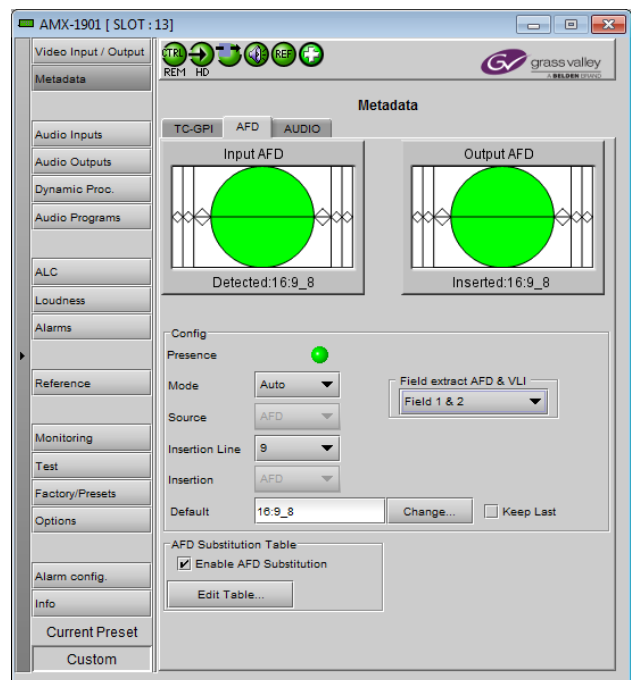 AMX-1901 [ SLOT : 13]
Video Input / Output
Metadata
Audio Inputs
Audio Outputs
Dynamic Proc.
Audio Programs
ALC
Loudness
Alarms
Reference
Monitoring
Test
Factory/Presets
Options
Alarm config.
Info
Current Preset
Custom
CTRL
REF
REM HD
GV
grass valley
A BELDEN BRAND
Metadata
TC-GPI AFD AUDIO
Input AFD
Detected:16:9_8
Output AFD
Inserted:16:9_8
Config
Presence
Mode Auto
Source AFD
Insertion Line 9
Insertion AFD
Default 16:9_8 Change... Keep Last
Field extract AFD & VLI
Field 1 & 2
AFD Substitution Table
Enable AFD Substitution
Edit Table...